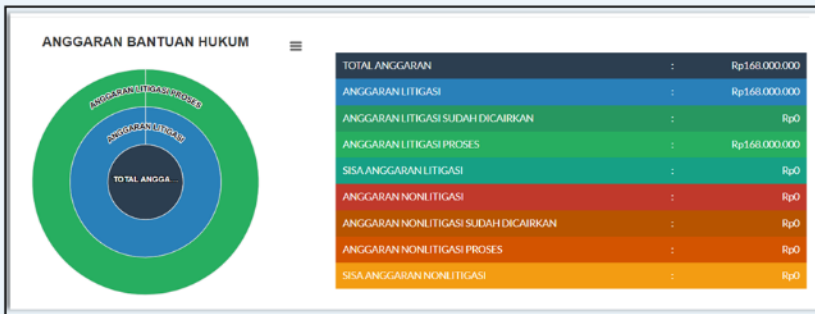 ANGGARAN BANTUAN HUKUM
ANGGARAN LITIGASI PROSES
ANGGARAN LITIGASI
TOTAL ANGGA...
TOTAL ANGGARAN : Rp168.000.000
ANGGARAN LITIGASI : Rp168.000.000
ANGGARAN LITIGASI SUDAH DICAIRKAN : Rp0
ANGGARAN LITIGASI PROSES : Rp168.000.000
SISA ANGGARAN LITIGASI : Rp0
ANGGARAN NONLITIGASI : Rp0
ANGGARAN NONLITIGASI SUDAH DICAIRKAN : Rp0
ANGGARAN NONLITIGASI PROSES : Rp0
SISA ANGGARAN NONLITIGASI : Rp0